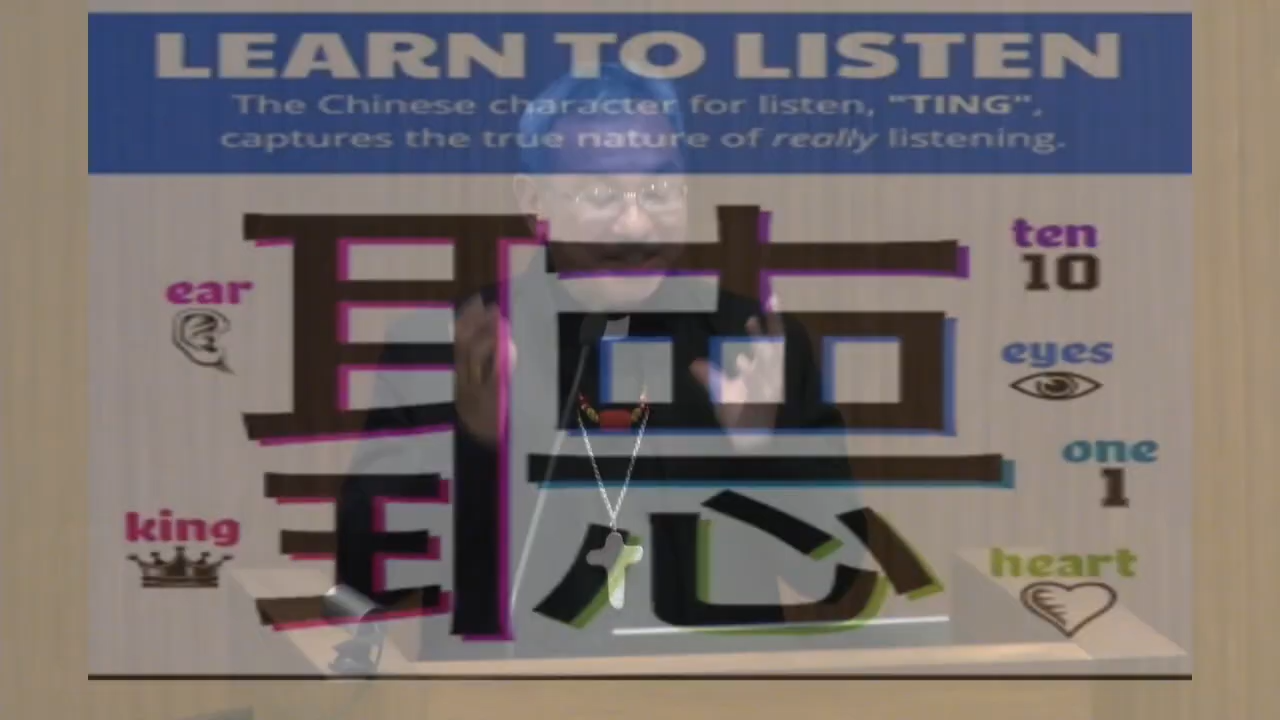 LEARN TO LISTEN
The Chinese character for listen, "TING",
captures the true nature of really listening.
聽
ear
king
ten
10
eyes
one
1
heart